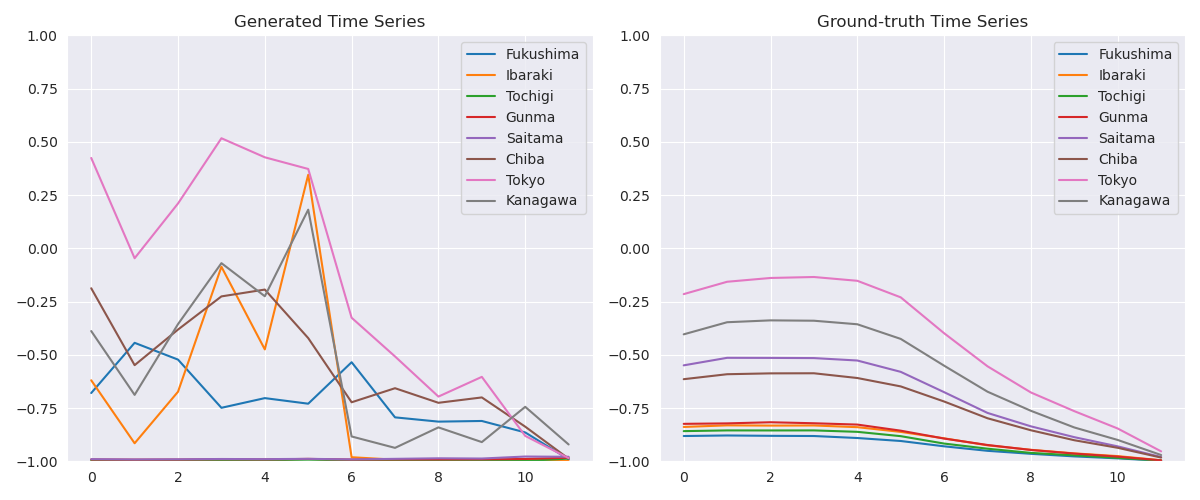 Generated Time Series
1.00
0.75
0.50
0.25
0.00
−0.25
−0.50
−0.75
−1.00
0 2 4 6 8 10
Fukushima
Ibaraki
Tochigi
Gunma
Saitama
Chiba
Tokyo
Kanagawa
Ground-truth Time Series
1.00
0.75
0.50
0.25
0.00
−0.25
−0.50
−0.75
−1.00
0 2 4 6 8 10
Fukushima
Ibaraki
Tochigi
Gunma
Saitama
Chiba
Tokyo
Kanagawa